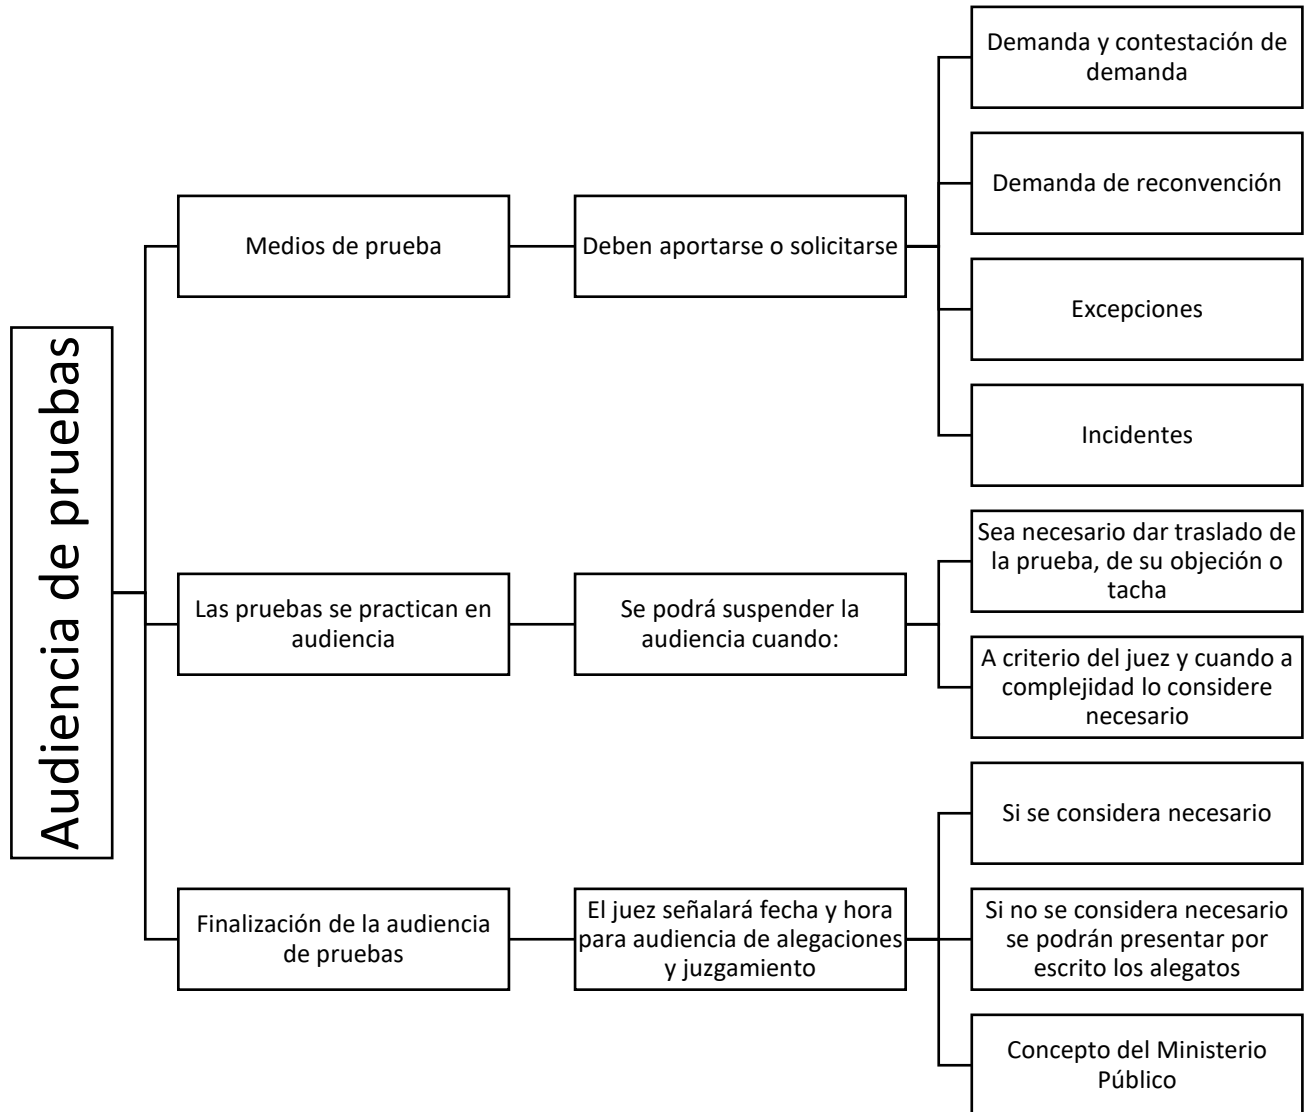 Audiencia de pruebas
Medios de prueba
Deben aportarse o solicitarse
Demanda y contestación de
demanda
Demanda de reconvención
Excepciones
Incidentes
Las pruebas se practican en
audiencia
Se podrá suspender la
audiencia cuando:
Sea necesario dar traslado de
la prueba, de su objeción o
tacha
A criterio del juez y cuando a
complejidad lo considere
necesario
Finalización de la audiencia
de pruebas
El juez señalará fecha y hora
para audiencia de alegaciones
y juzgamiento
Si se considera necesario
Si no se considera necesario
se podrán presentar por
escrito los alegatos
Concepto del Ministerio
Público